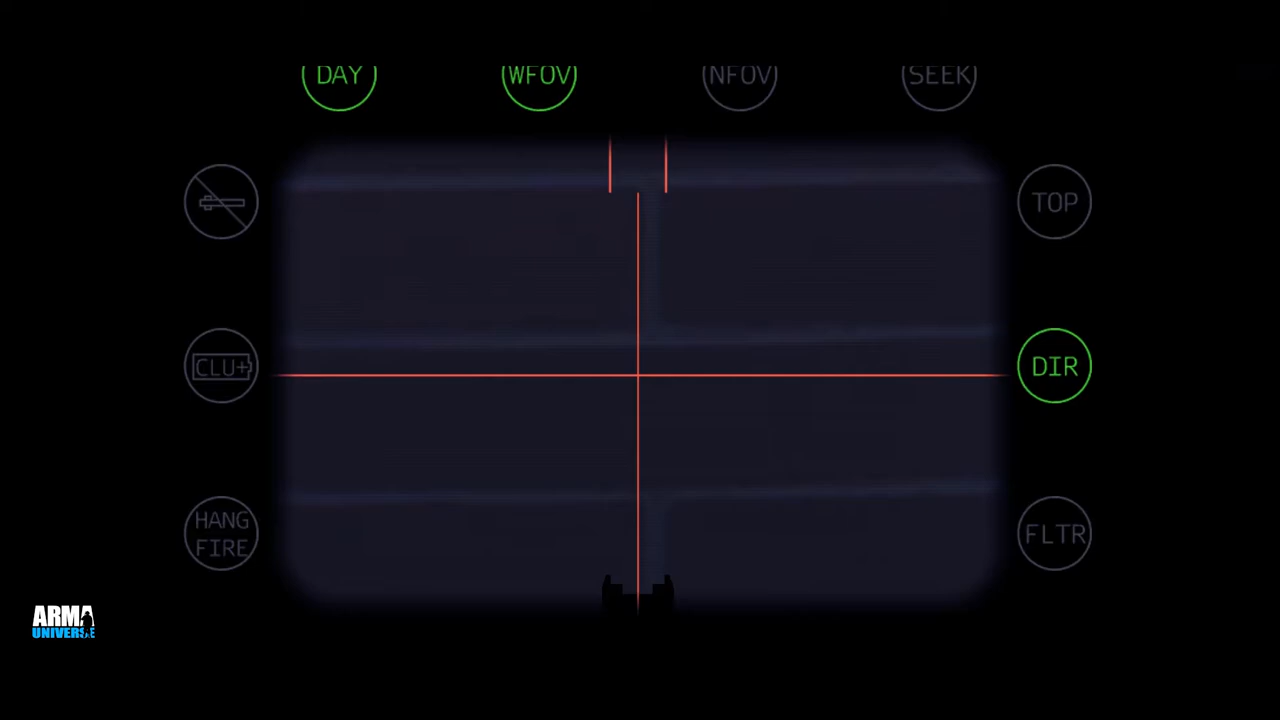 DAY WFOV NFOV SEEK
TOP
CLU+ DIR
HANG
FIRE
FLTR
ARMA
UNIVERSE